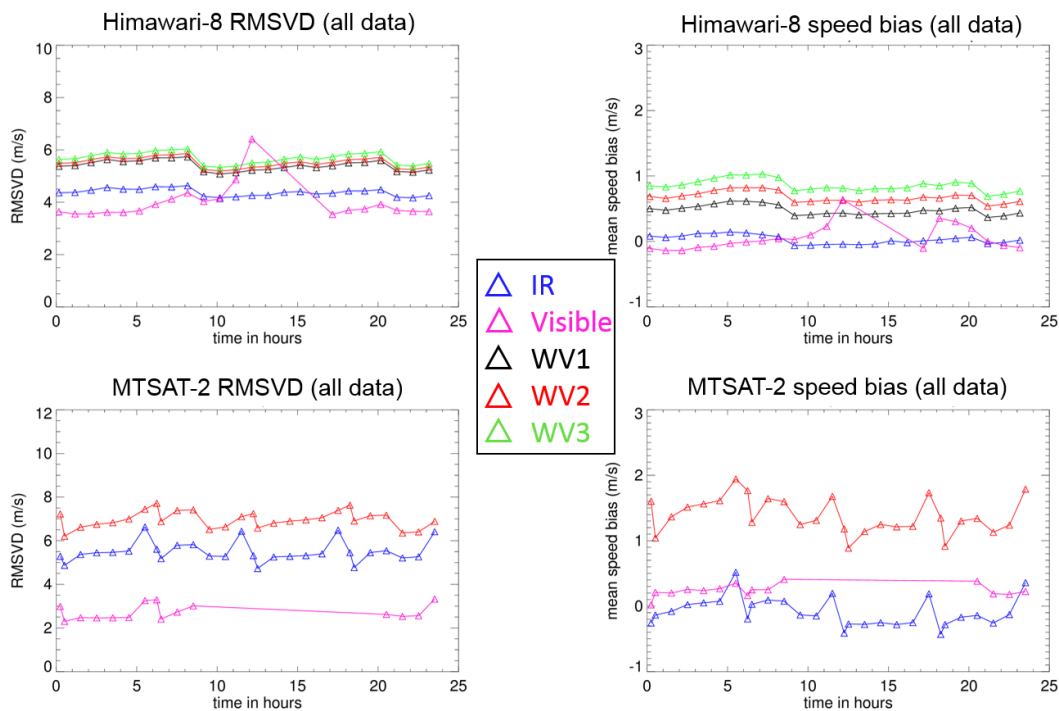 Himawari-8 RMSVD (all data)
10
8
6
4
2
0
RMSVD (m/s)
0 5 10 15 20 25
time in hours
Himawari-8 speed bias (all data)
3
2
1
0
-1
mean speed bias (m/s)
0 5 10 15 20 25
time in hours
IR
Visible
WV1
WV2
WV3
MTSAT-2 RMSVD (all data)
12
10
8
6
4
2
0
RMSVD (m/s)
0 5 10 15 20 25
time in hours
MTSAT-2 speed bias (all data)
3
2
1
0
-1
mean speed bias (m/s)
0 5 10 15 20 25
time in hours